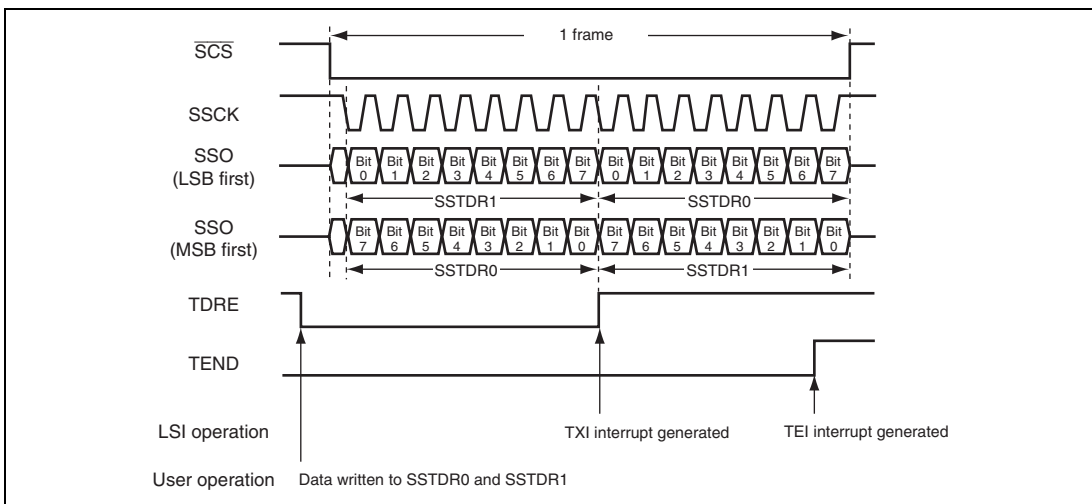 1 frame
SCS
SSCK
SSO
(LSB first)
Bit 0 Bit 1 Bit 2 Bit 3 Bit 4 Bit 5 Bit 6 Bit 7 Bit 0 Bit 1 Bit 2 Bit 3 Bit 4 Bit 5 Bit 6 Bit 7
SSTDR1 SSTDR0
SSO
(MSB first)
Bit 7 Bit 6 Bit 5 Bit 4 Bit 3 Bit 2 Bit 1 Bit 0 Bit 7 Bit 6 Bit 5 Bit 4 Bit 3 Bit 2 Bit 1 Bit 0
SSTDR0 SSTDR1
TDRE
TEND
LSI operation TXI interrupt generated TEI interrupt generated
User operation Data written to SSTDR0 and SSTDR1